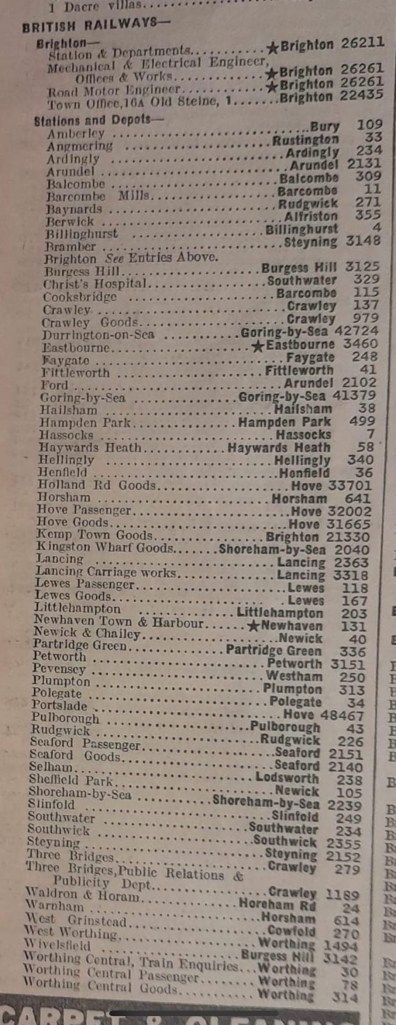 1 Dacre villas.....
BRITISH RAILWAYS—
Brighton—
Station & Departments..........★Brighton 26211
Mechanical & Electrical Engineer,
Offices & Works..........★Brighton 26261
Road Motor Engineer..........★Brighton 26261
Town Office,16A Old Steine, 1.......Brighton 22435
Stations and Depots—
Amberley ..........Bury 109
Angmering ..........Rustington 33
Ardingly ..........Ardingly 234
Arundel ..........Arundel 2131
Balcombe ..........Balcombe 309
Barcombe Mills..........Barcombe 11
Baynards ..........Rudgwick 271
Berwick ..........Alfriston 355
Billinghurst ..........Billinghurst 4
Bramber ..........Steyning 3148
Brighton See Entries Above.
Burgess Hill..........Burgess Hill 3125
Christ's Hospital..........Southwater 329
Cooksbridge ..........Barcombe 115
Crawley ..........Crawley 137
Crawley Goods..........Crawley 979
Durrington-on-Sea ..........Goring-by-Sea 42724
Eastbourne..........★Eastbourne 3460
Faygate ..........Faygate 248
Fittleworth ..........Fittleworth 41
Ford ..........Arundel 2102
Goring-by-Sea ..........Goring-by-Sea 41379
Hailsham ..........Hailsham 38
Hampden Park..........Hampden Park 499
Hassocks ..........Hassocks 7
Haywards Heath..........Haywards Heath 58
Hellingly ..........Hellingly 340
Henfield ..........Henfield 36
Holland Rd Goods..........Hove 33701
Horsham ..........Horsham 641
Hove Passenger..........Hove 32002
Hove Goods..........Hove 31665
Kemp Town Goods..........Brighton 21330
Kingston Wharf Goods.......Shoreham-by-Sea 2040
Lancing ..........Lancing 2363
Lancing Carriage works..........Lancing 3318
Lewes Passenger..........Lewes 118
Lewes Goods..........Lewes 167
Littlehampton ..........Littlehampton 203
Newhaven Town & Harbour......★Newhaven 131
Newick & Chailey..........Newick 40
Partridge Green..........Partridge Green 336
Petworth ..........Petworth 3151
Pevensey ..........Westham 250
Plumpton ..........Plumpton 313
Polegate ..........Polegate 34
Portslade ..........Hove 48467
Pulborough ..........Pulborough 43
Rudgwick ..........Rudgwick 226
Seaford Passenger..........Seaford 2151
Seaford Goods..........Seaford 2140
Selham..........Lodsworth 238
Sheffield Park..........Newick 105
Shoreham-by-Sea ..........Shoreham-by-Sea 2239
Slinfold ..........Slinfold 249
Southwater ..........Southwater 234
Southwick ..........Southwick 2355
Steyning ..........Steyning 2152
Three Bridges..........Crawley 279
Three Bridges,Public Relations &
Publicity Dept..........Crawley 1189
Waldron & Horam..........Horeham Rd 24
Warnham ..........Horsham 614
West Grinstead..........Cowfold 270
West Worthing..........Worthing 1494
Wivelsfield ..........Burgess Hill 3142
Worthing Central, Train Enquiries...Worthing 30
Worthing Central Passenger......Worthing 78
Worthing Central Goods..........Worthing 314